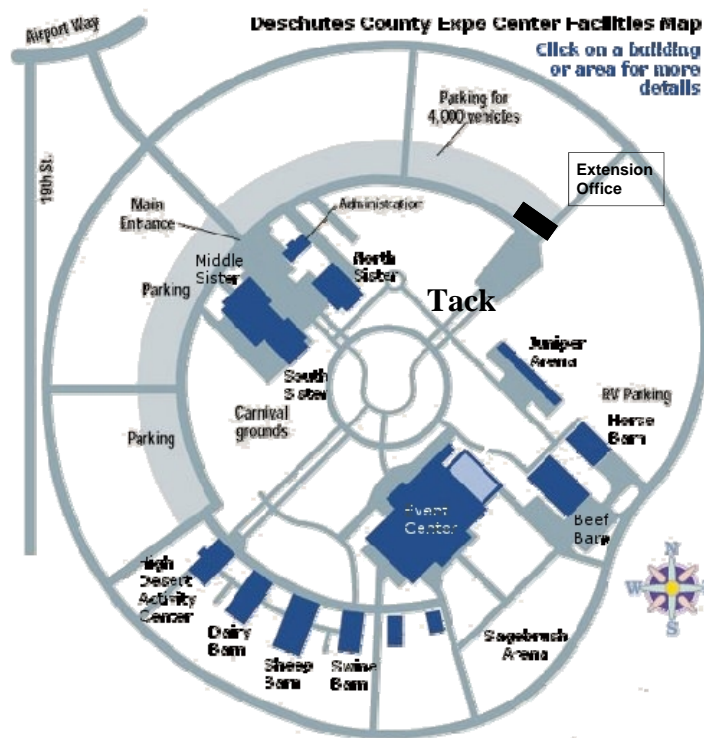 Deschutes County Expo Center Facilities Map
Click on a building
or area for more
details
Airport Way
19th St.
Parking for
4,000 vehicles
Extension
Office
Main
Entrance
Administration
Middle
Sister
North
Sister
Parking
Tack
Juniper
Arena
South
Sister
RV Parking
Carnival
grounds
Horse
Barn
Parking
Event
Center
Beef
Barn
N
W
S
High
Desert
Activity
Center
Dairy
Barn
Sheep
Barn
Swine
Barn
Sagebrush
Arena